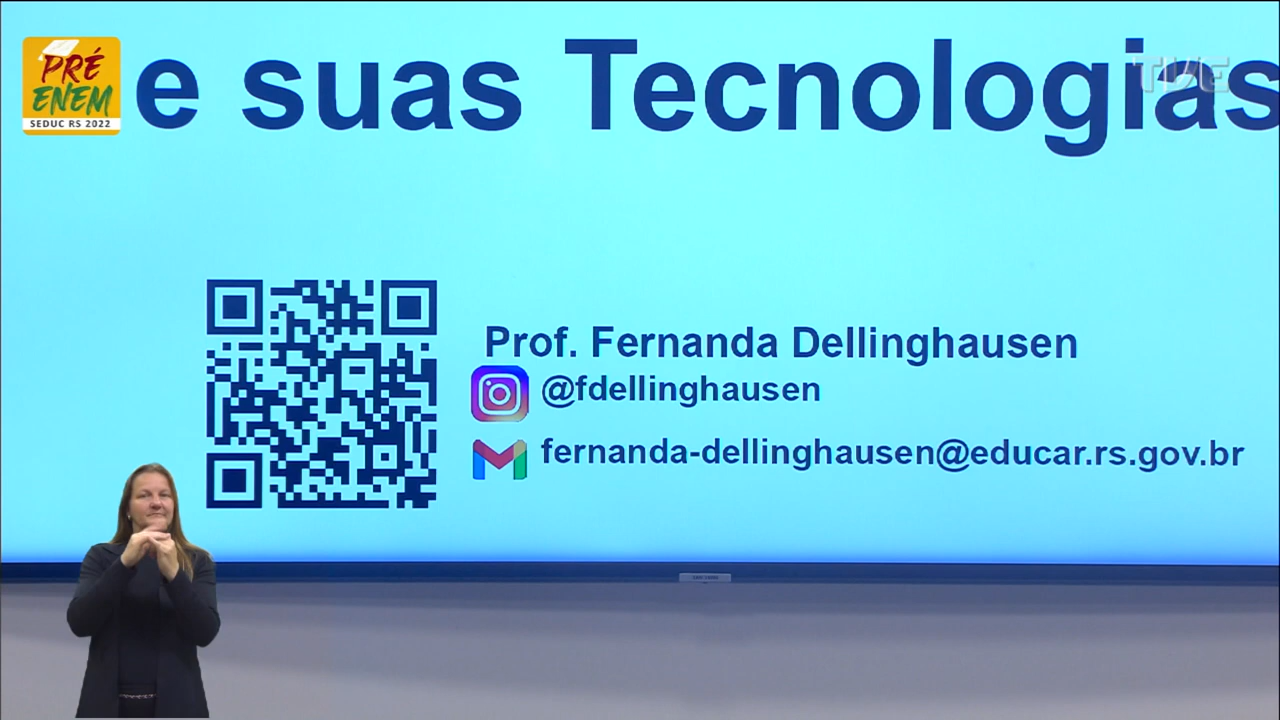 PRÉ
ENEM
SEDUC RS 2022
e suas Tecnologias
TVE
Prof. Fernanda Dellinghausen
@fdellinghausen
fernanda-dellinghausen@educar.rs.gov.br